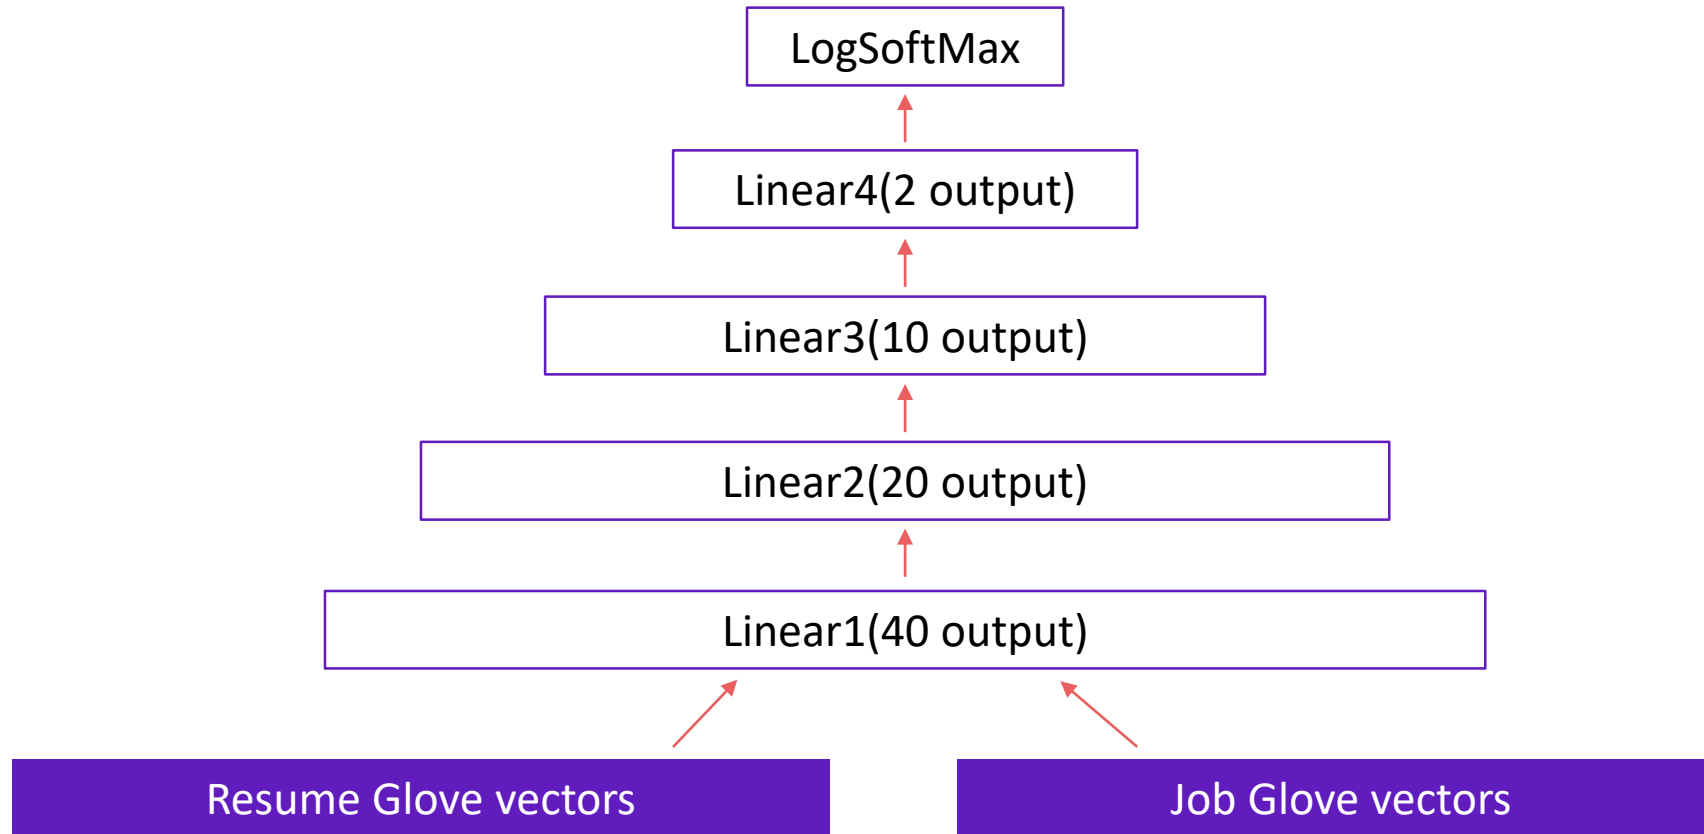 LogSoftMax
Linear4(2 output)
Linear3(10 output)
Linear2(20 output)
Linear1(40 output)
Resume Glove vectors
Job Glove vectors